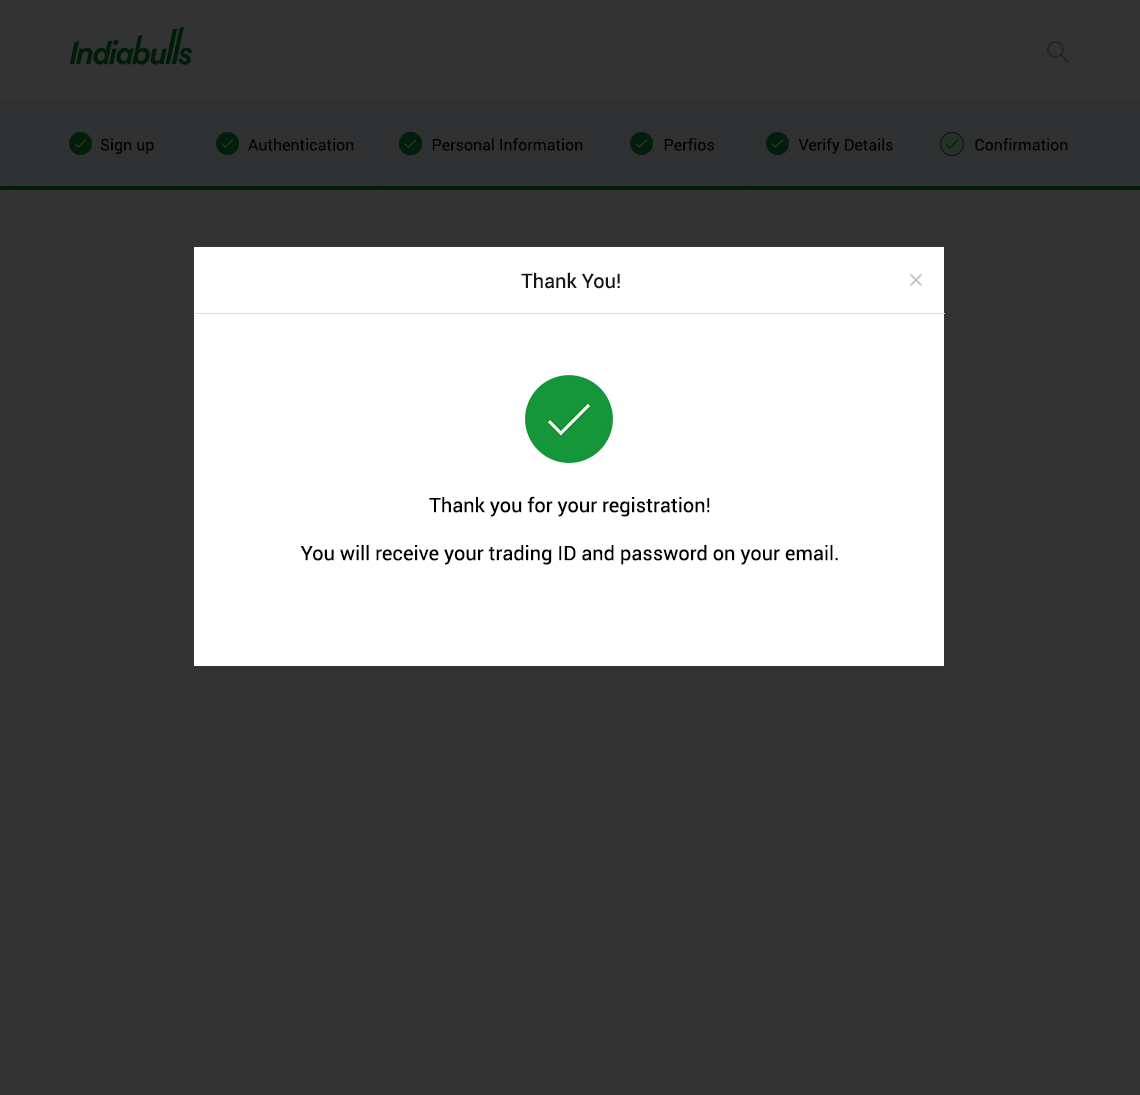 Indiabulls
Sign up Authentication Personal Information Perfios Verify Details Confirmation
Thank You!
Thank you for your registration!
You will receive your trading ID and password on your email.